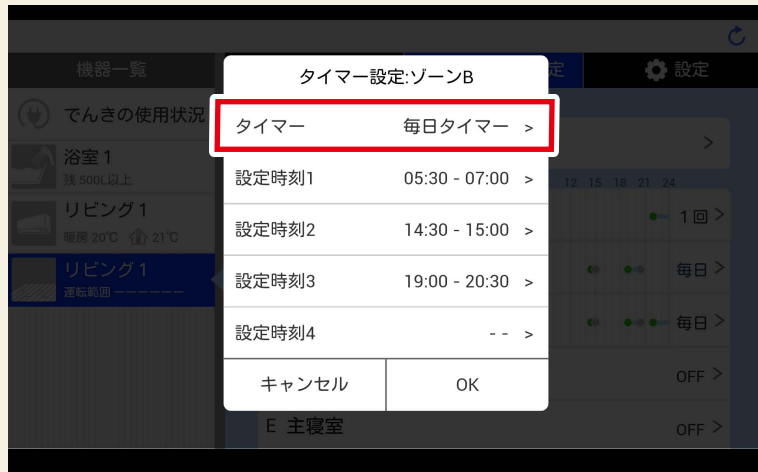 機器一覧
定
設定
でんきの使用状況
浴室1
残 500L以上
リビング1
暖房 20℃ 21℃
リビング1
運転範囲 ーーーーーー
タイマー設定:ゾーンB
タイマー 毎日タイマー >
設定時刻1 05:30 - 07:00 >
設定時刻2 14:30 - 15:00 >
設定時刻3 19:00 - 20:30 >
設定時刻4 - - >
キャンセル OK
>
12 15 18 21 24
1回 >
毎日 >
毎日 >
OFF >
E 主寝室 OFF >